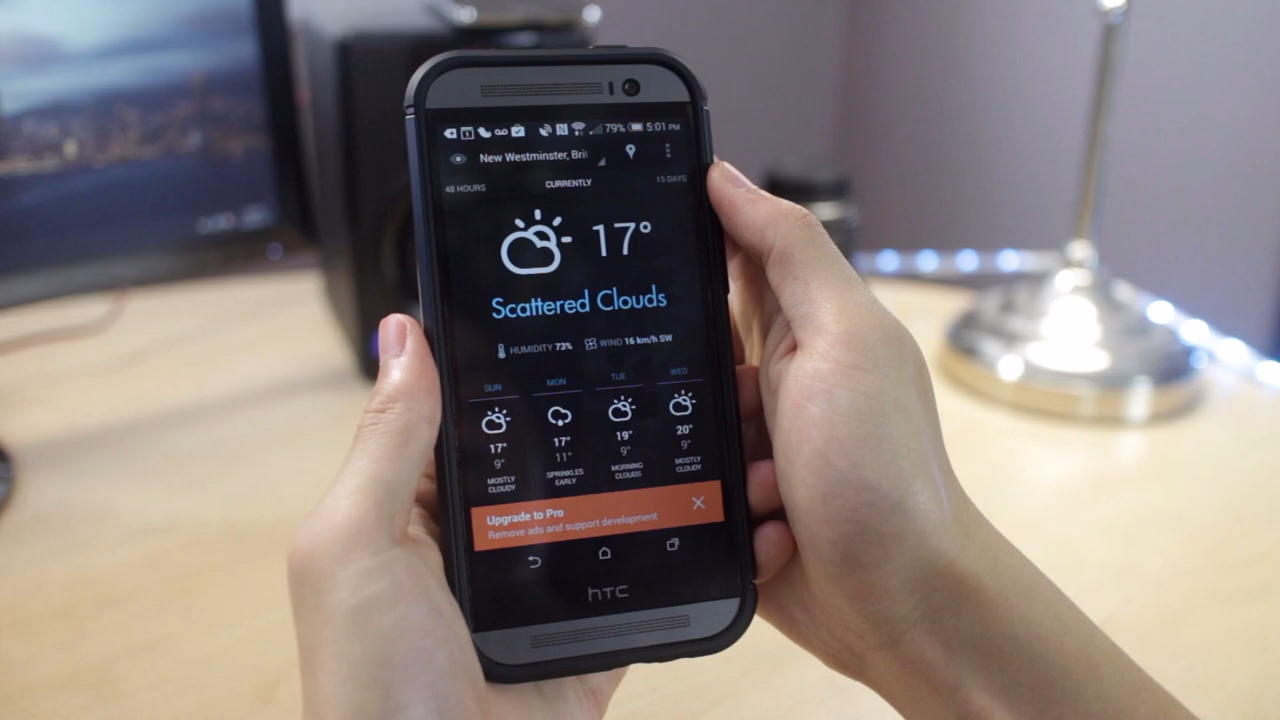 79% 5:01 PM
New Westminster, Bri
48 HOURS CURRENTLY 15 DAYS
17°
Scattered Clouds
HUMIDITY 73% WIND 16 km/h SW
SUN MON TUE WED
17° 17° 19° 20°
9° 11° 9° 9°
MOSTLY CLOUDY SPRINKLES EARLY MORNING CLOUDS MOSTLY CLOUDY
Upgrade to Pro
Remove ads and support development
hTC